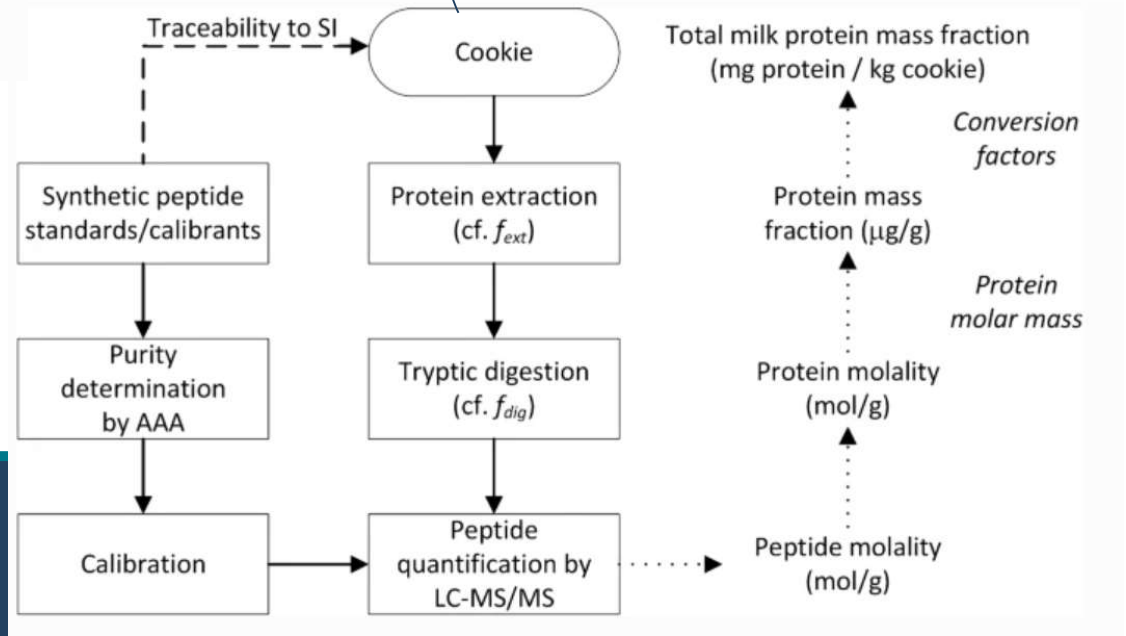 Traceability to SI
Cookie
Total milk protein mass fraction
(mg protein / kg cookie)
Conversion
factors
Synthetic peptide
standards/calibrants
Protein extraction
(cf. fext)
Protein mass
fraction (µg/g)
Protein
molar mass
Purity
determination
by AAA
Tryptic digestion
(cf. fdig)
Protein molality
(mol/g)
Calibration
Peptide
quantification by
LC-MS/MS
Peptide molality
(mol/g)